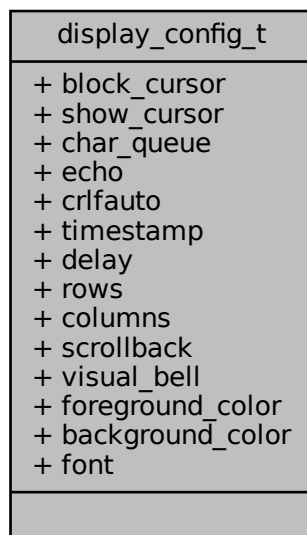 display_config_t
+ block_cursor
+ show_cursor
+ char_queue
+ echo
+ crlfauto
+ timestamp
+ delay
+ rows
+ columns
+ scrollback
+ visual_bell
+ foreground_color
+ background_color
+ font